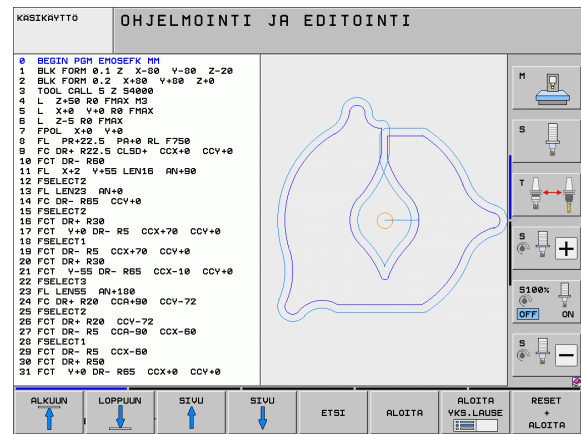 KÄSIKÄYTTÖ
OHJELMOINTI JA EDITOINTI
0 BEGIN PGM EMOSEFK MM
1 BLK FORM 0.1 Z X-80 Y-80 Z-20
2 BLK FORM 0.2 X+80 Y+80 Z+0
3 TOOL CALL 5 Z S4000
4 L Z+50 R0 FMAX M3
5 L X+0 Y+0 R0 FMAX
6 L Z-5 R0 FMAX
7 FPOL X+0 Y+0
8 FL PR+22.5 PA+0 RL F750
9 FC DR+ R22.5 CLSD+ CCX+0 CCY+0
10 FCT DR- R60
11 FL X+2 Y+55 LEN16 AN+90
12 FSELECT2
13 FL LEN23 AN+0
14 FC DR- R65 CCY+0
15 FSELECT2
16 FCT DR+ R30
17 FCT Y+0 DR- R5 CCX+70 CCY+0
18 FSELECT1
19 FCT DR- R5 CCX+70 CCY+0
20 FCT DR+ R30
21 FCT Y-55 DR- R65 CCX-10 CCY+0
22 FSELECT3
23 FL LEN55 AN+180
24 FC DR+ R20 CCA+90 CCY-72
25 FSELECT2
26 FCT DR+ R20 CCY-72
27 FCT DR- R5 CCA-90 CCX-60
28 FSELECT1
29 FCT DR- R5 CCX-60
30 FCT DR+ R50
31 FCT Y+0 DR- R65 CCX+0 CCY+0
M
S
T
S
+
S100%
OFF ON
S
-
ALKUUN
LOPPUUN
SIVU
SIVU
ETSI
ALOITA
ALOITA
YKS.LAUSE
RESET
+
ALOITA